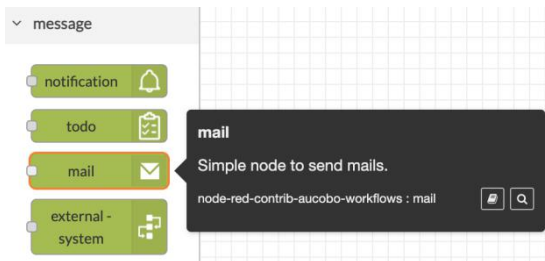 message
notification
todo
mail
external -
system
mail
Simple node to send mails.
node-red-contrib-aucobo-workflows : mail